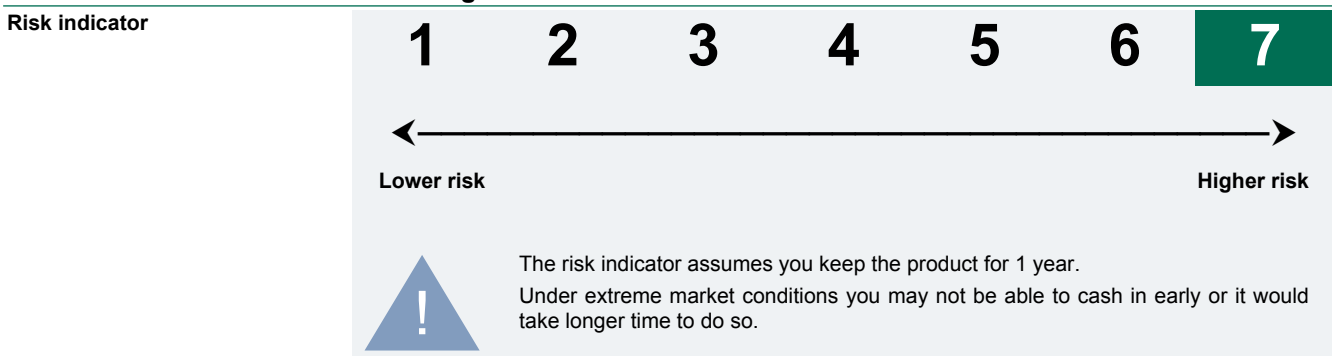 Risk indicator
1 2 3 4 5 6 7
Lower risk Higher risk
!
The risk indicator assumes you keep the product for 1 year.
Under extreme market conditions you may not be able to cash in early or it would
take longer time to do so.